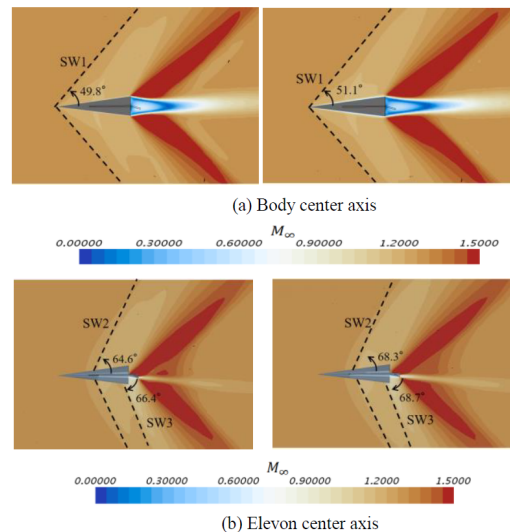 SW1
49.8°
SW1
51.1°
(a) Body center axis
M∞
0.00000 0.30000 0.60000 0.90000 1.2000 1.5000
SW2
64.6°
66.4°
SW3
SW2
68.3°
68.7°
SW3
M∞
0.00000 0.30000 0.60000 0.90000 1.2000 1.5000
(b) Elevon center axis